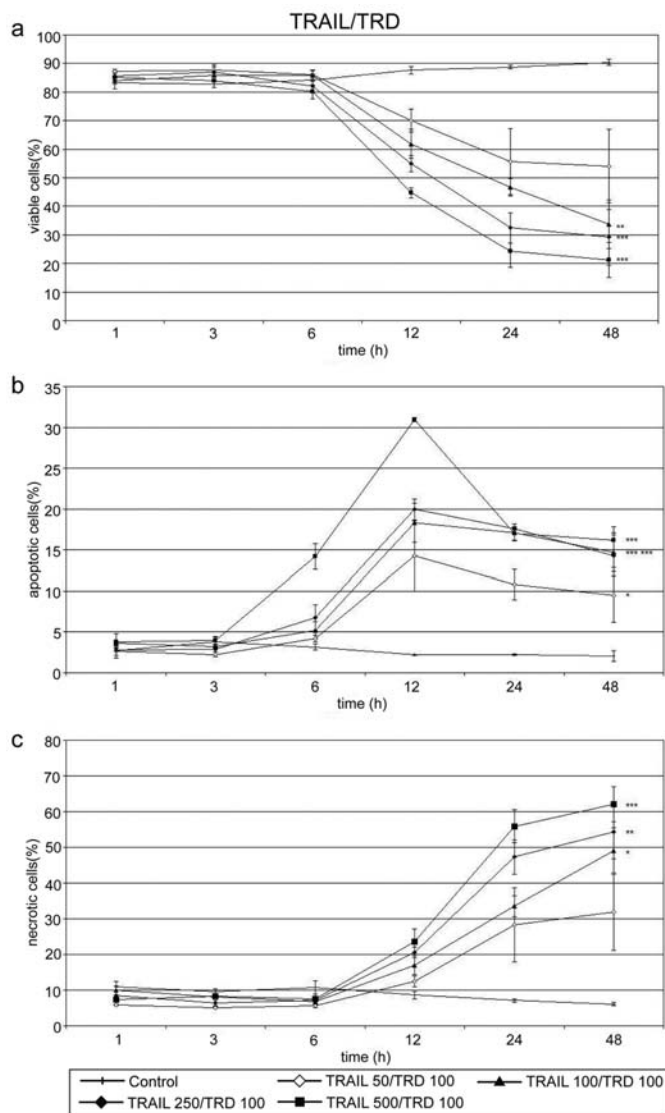 TRAIL/TRD
a
100
90
80
70
60
50
40
30
20
10
0
viable cells(%)
**
***
***
1 3 6 12 24 48
time (h)
b
35
30
25
20
15
10
5
0
apoptotic cells(%)
***
*** ***
*
1 3 6 12 24 48
time (h)
c
80
70
60
50
40
30
20
10
0
necrotic cells(%)
***
**
*
1 3 6 12 24 48
time (h)
Control TRAIL 50/TRD 100 TRAIL 100/TRD 100
TRAIL 250/TRD 100 TRAIL 500/TRD 100